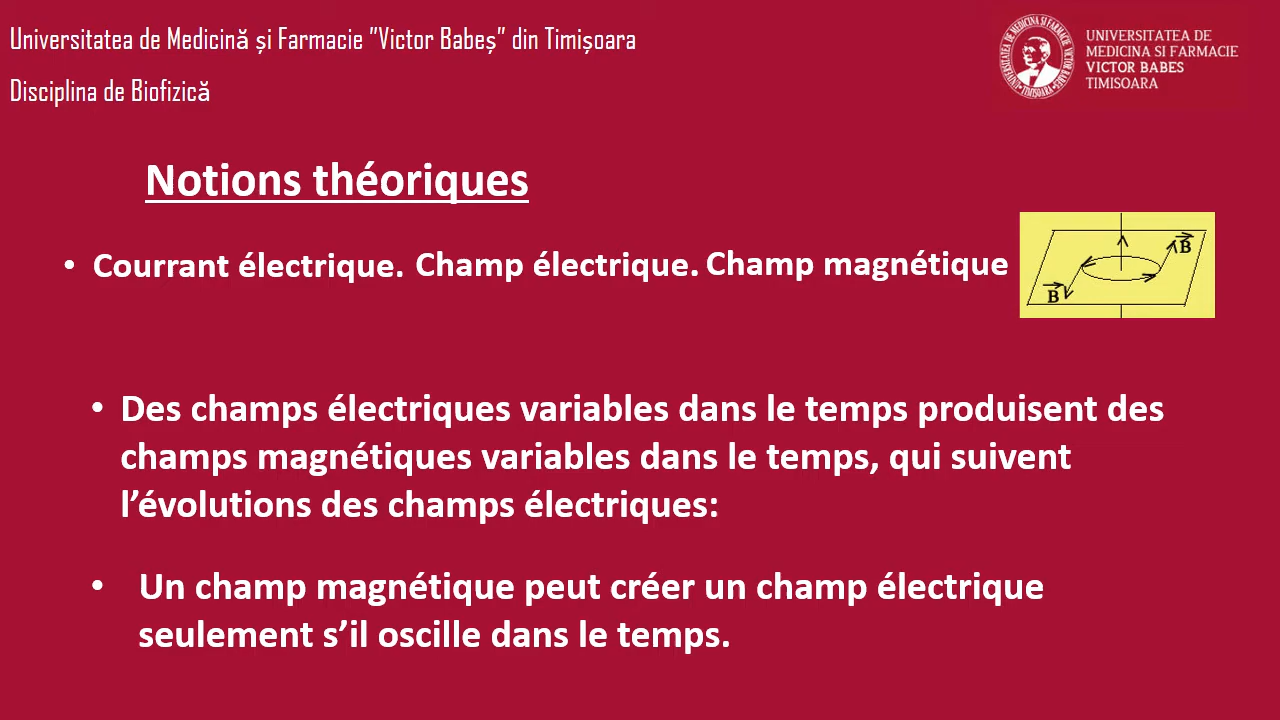 Universitatea de Medicină și Farmacie ”Victor Babeș” din Timișoara
Disciplina de Biofizică
UNIVERSITATEA DE
MEDICINA SI FARMACIE
VICTOR BABES
TIMISOARA
Notions théoriques
• Courrant électrique. Champ électrique. Champ magnétique
B
B
• Des champs électriques variables dans le temps produisent des
champs magnétiques variables dans le temps, qui suivent
l’évolutions des champs électriques:
• Un champ magnétique peut créer un champ électrique
seulement s’il oscille dans le temps.